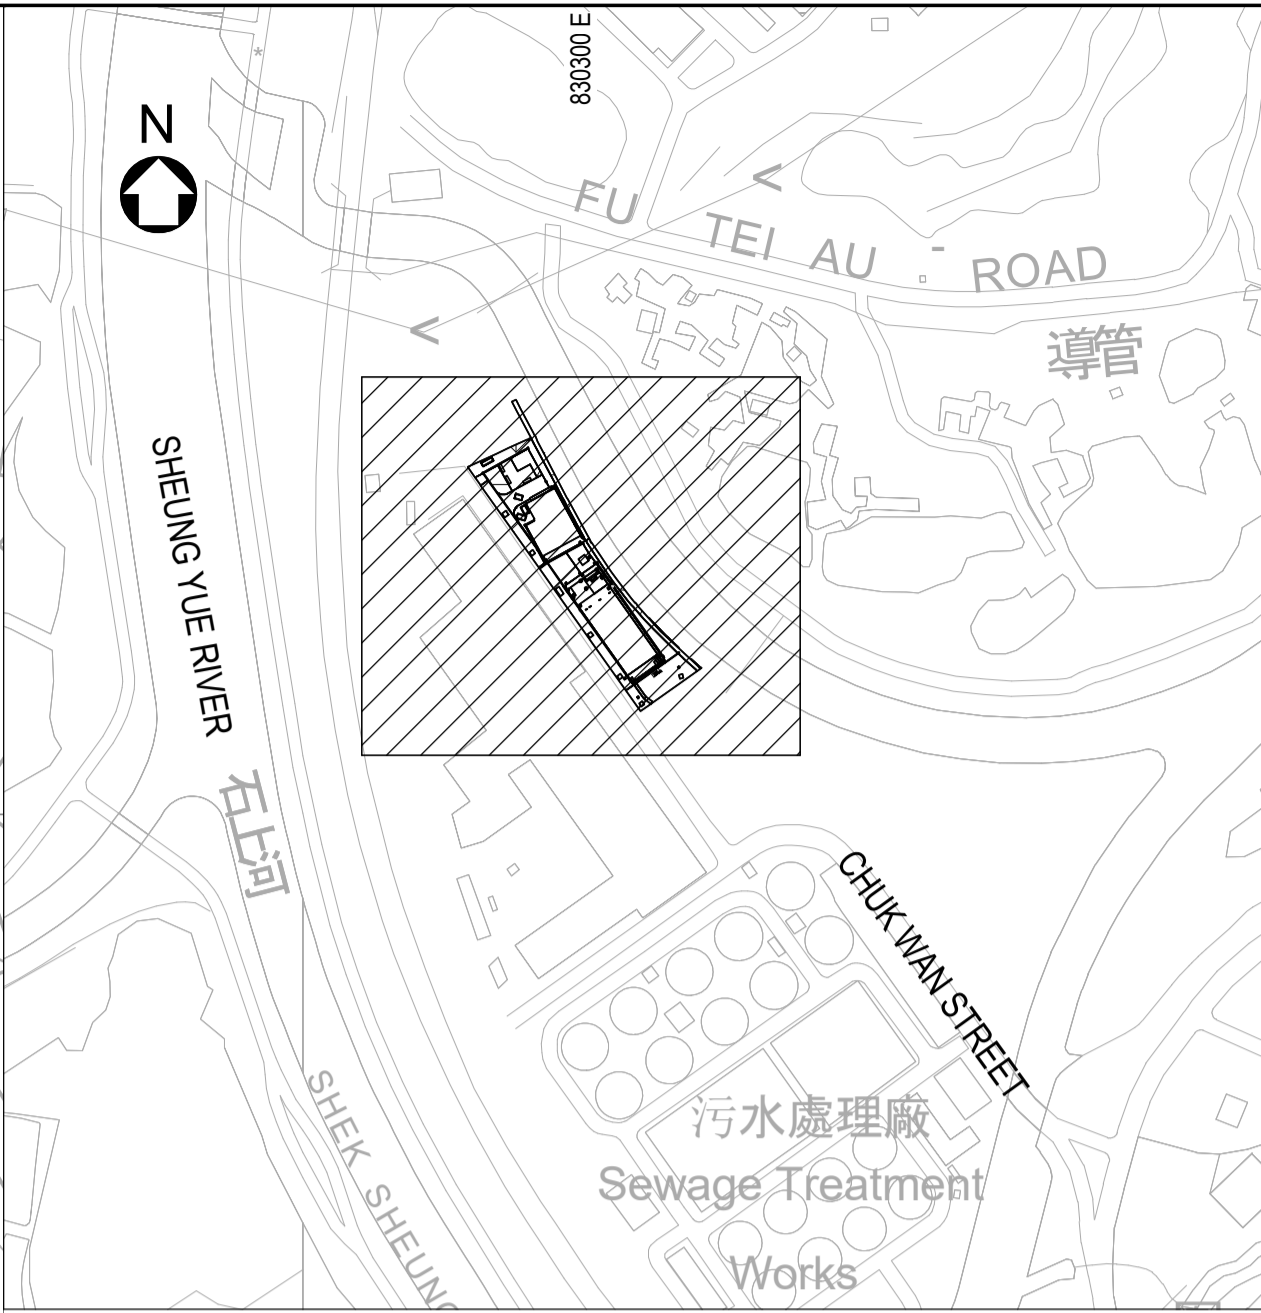 830300 E
N
FU TEI AU ROAD
導管
SHEUNG YUE RIVER
石上河
CHUK WAN STREET
SHEK SHEUNG
污水處理廠
Sewage Treatment
Works